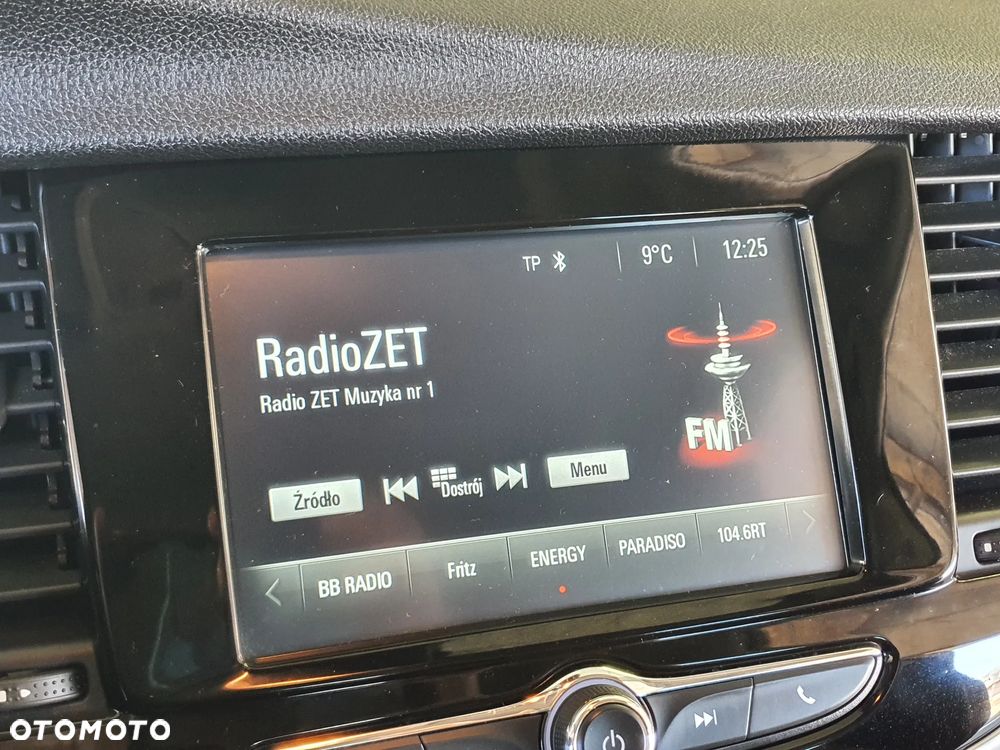 TP 9°C 12:25
RadioZET
Radio ZET Muzyka nr 1
FM
Źródło Dostrój Menu
BB RADIO Fritz ENERGY PARADISO 104.6RT
OTOMOTO